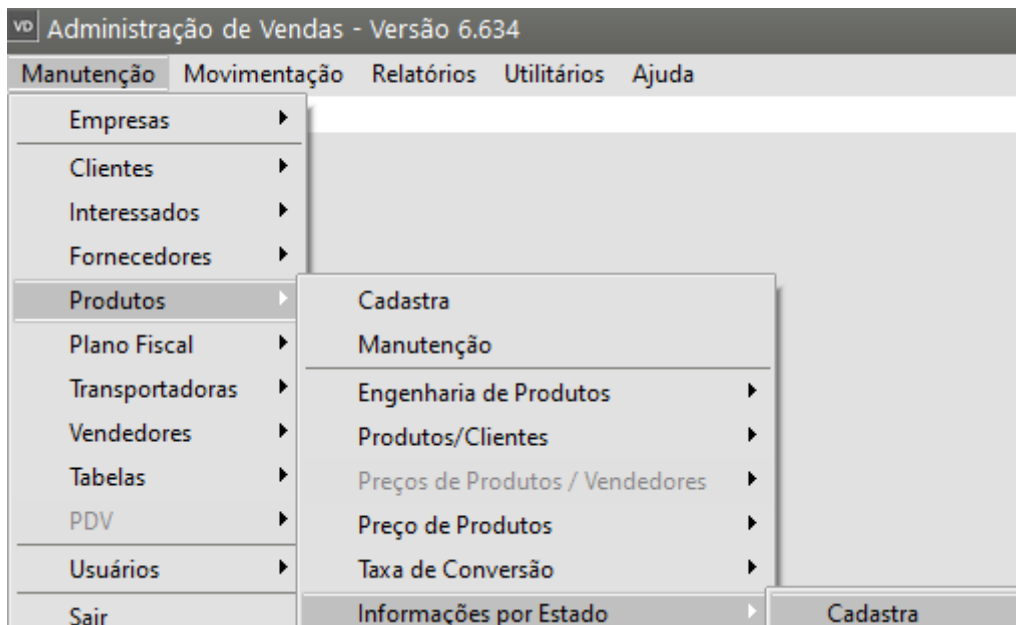 VD Administração de Vendas - Versão 6.634
Manutenção Movimentação Relatórios Utilitários Ajuda
Empresas
Clientes
Interessados
Fornecedores
Produtos
Plano Fiscal
Transportadoras
Vendedores
Tabelas
PDV
Usuários
Sair
Cadastra
Manutenção
Engenharia de Produtos
Produtos/Clientes
Preços de Produtos / Vendedores
Preço de Produtos
Taxa de Conversão
Informações por Estado
Cadastra